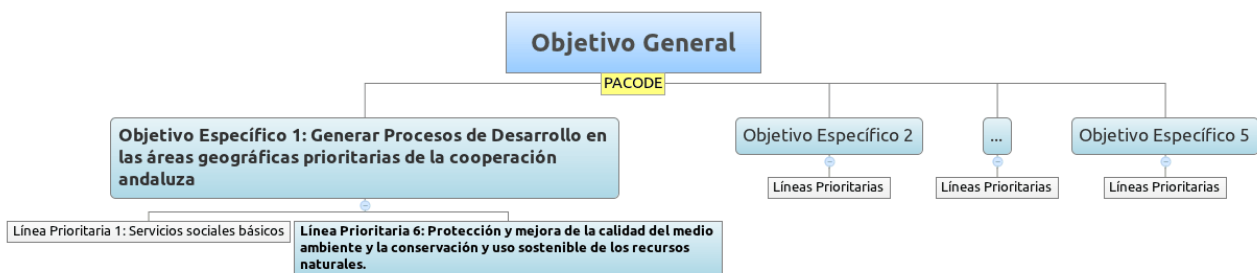 Objetivo General
PACODE
Objetivo Específico 1: Generar Procesos de Desarrollo en
las áreas geográficas prioritarias de la cooperación
andaluza
Objetivo Específico 2
...
Objetivo Específico 5
Líneas Prioritarias
Líneas Prioritarias
Líneas Prioritarias
Línea Prioritaria 1: Servicios sociales básicos
Línea Prioritaria 6: Protección y mejora de la calidad del medio
ambiente y la conservación y uso sostenible de los recursos
naturales.